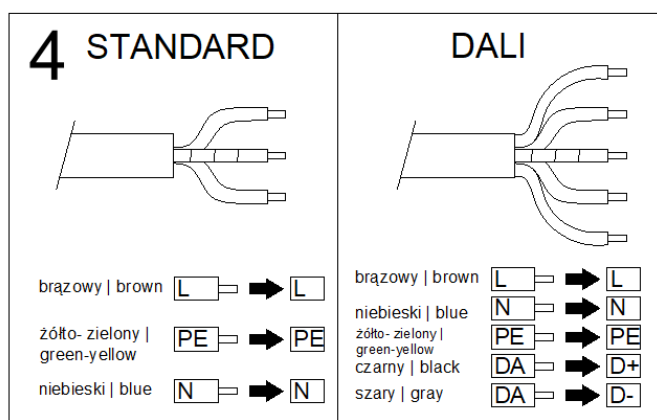 4 STANDARD
brązowy | brown L L
żółto- zielony |
green-yellow PE PE
niebieski | blue N N
DALI
brązowy | brown L L
niebieski | blue N N
żółto- zielony |
green-yellow PE PE
czarny | black DA D+
szary | gray DA D-